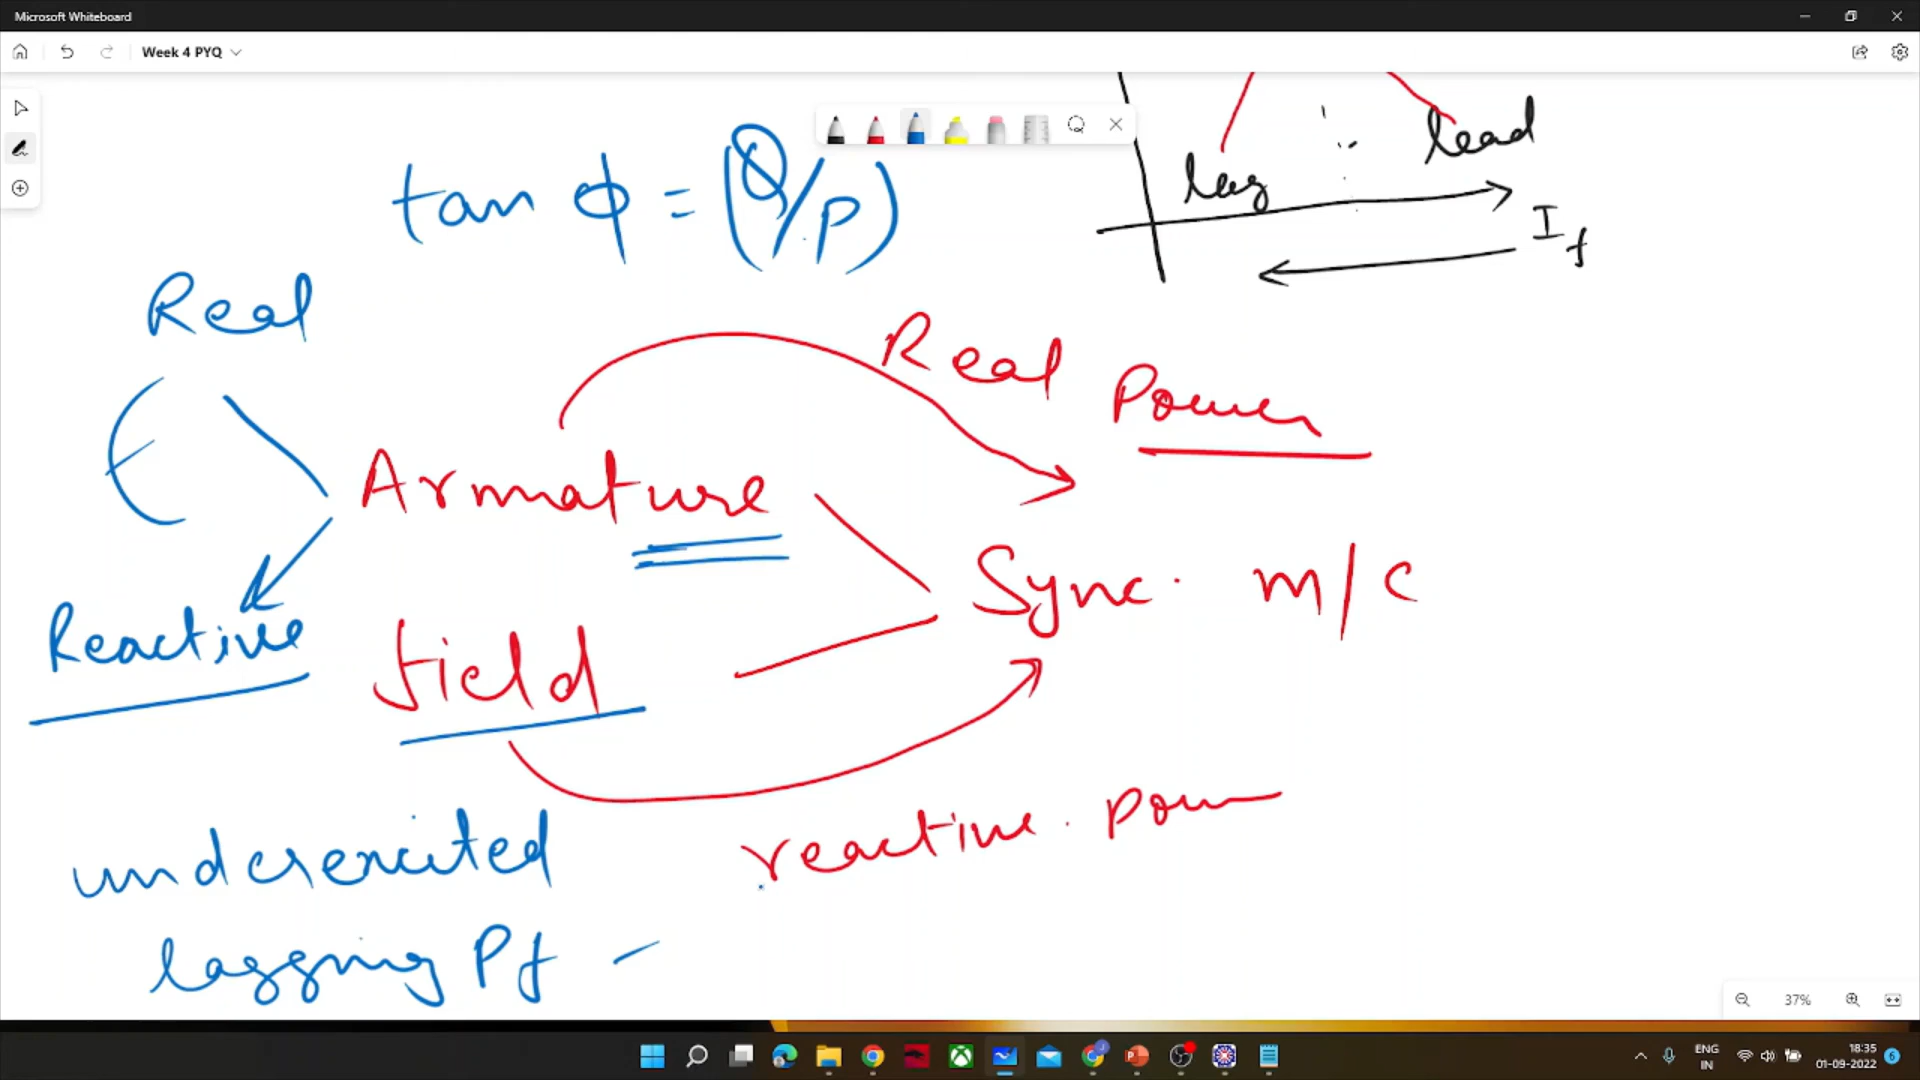 Microsoft Whiteboard
Week 4 PYQ
tan ϕ = (Q/P)
lag
lead
I f
Real
Real Power
Armature
Sync. m/c
Reactive
field
reactive. pow
underexcited
lagging Pf -
37%
ENG
IN
18:35
01-09-2022
6